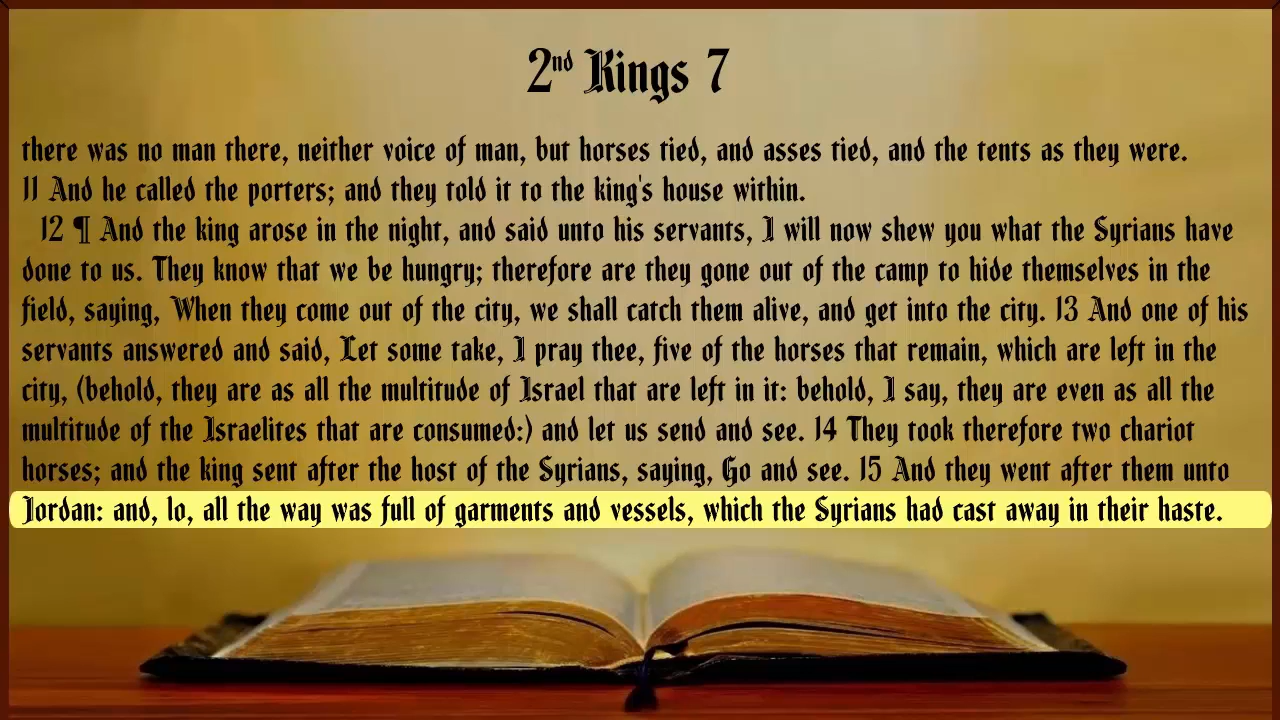 2nd Kings 7
there was no man there, neither voice of man, but horses tied, and asses tied, and the tents as they were.
11 And he called the porters; and they told it to the king's house within.
12 ¶ And the king arose in the night, and said unto his servants, I will now shew you what the Syrians have
done to us. They know that we be hungry; therefore are they gone out of the camp to hide themselves in the
field, saying, When they come out of the city, we shall catch them alive, and get into the city. 13 And one of his
servants answered and said, Let some take, I pray thee, five of the horses that remain, which are left in the
city, (behold, they are as all the multitude of Israel that are left in it: behold, I say, they are even as all the
multitude of the Israelites that are consumed:) and let us send and see. 14 They took therefore two chariot
horses; and the king sent after the host of the Syrians, saying, Go and see. 15 And they went after them unto
Jordan: and, lo, all the way was full of garments and vessels, which the Syrians had cast away in their haste.